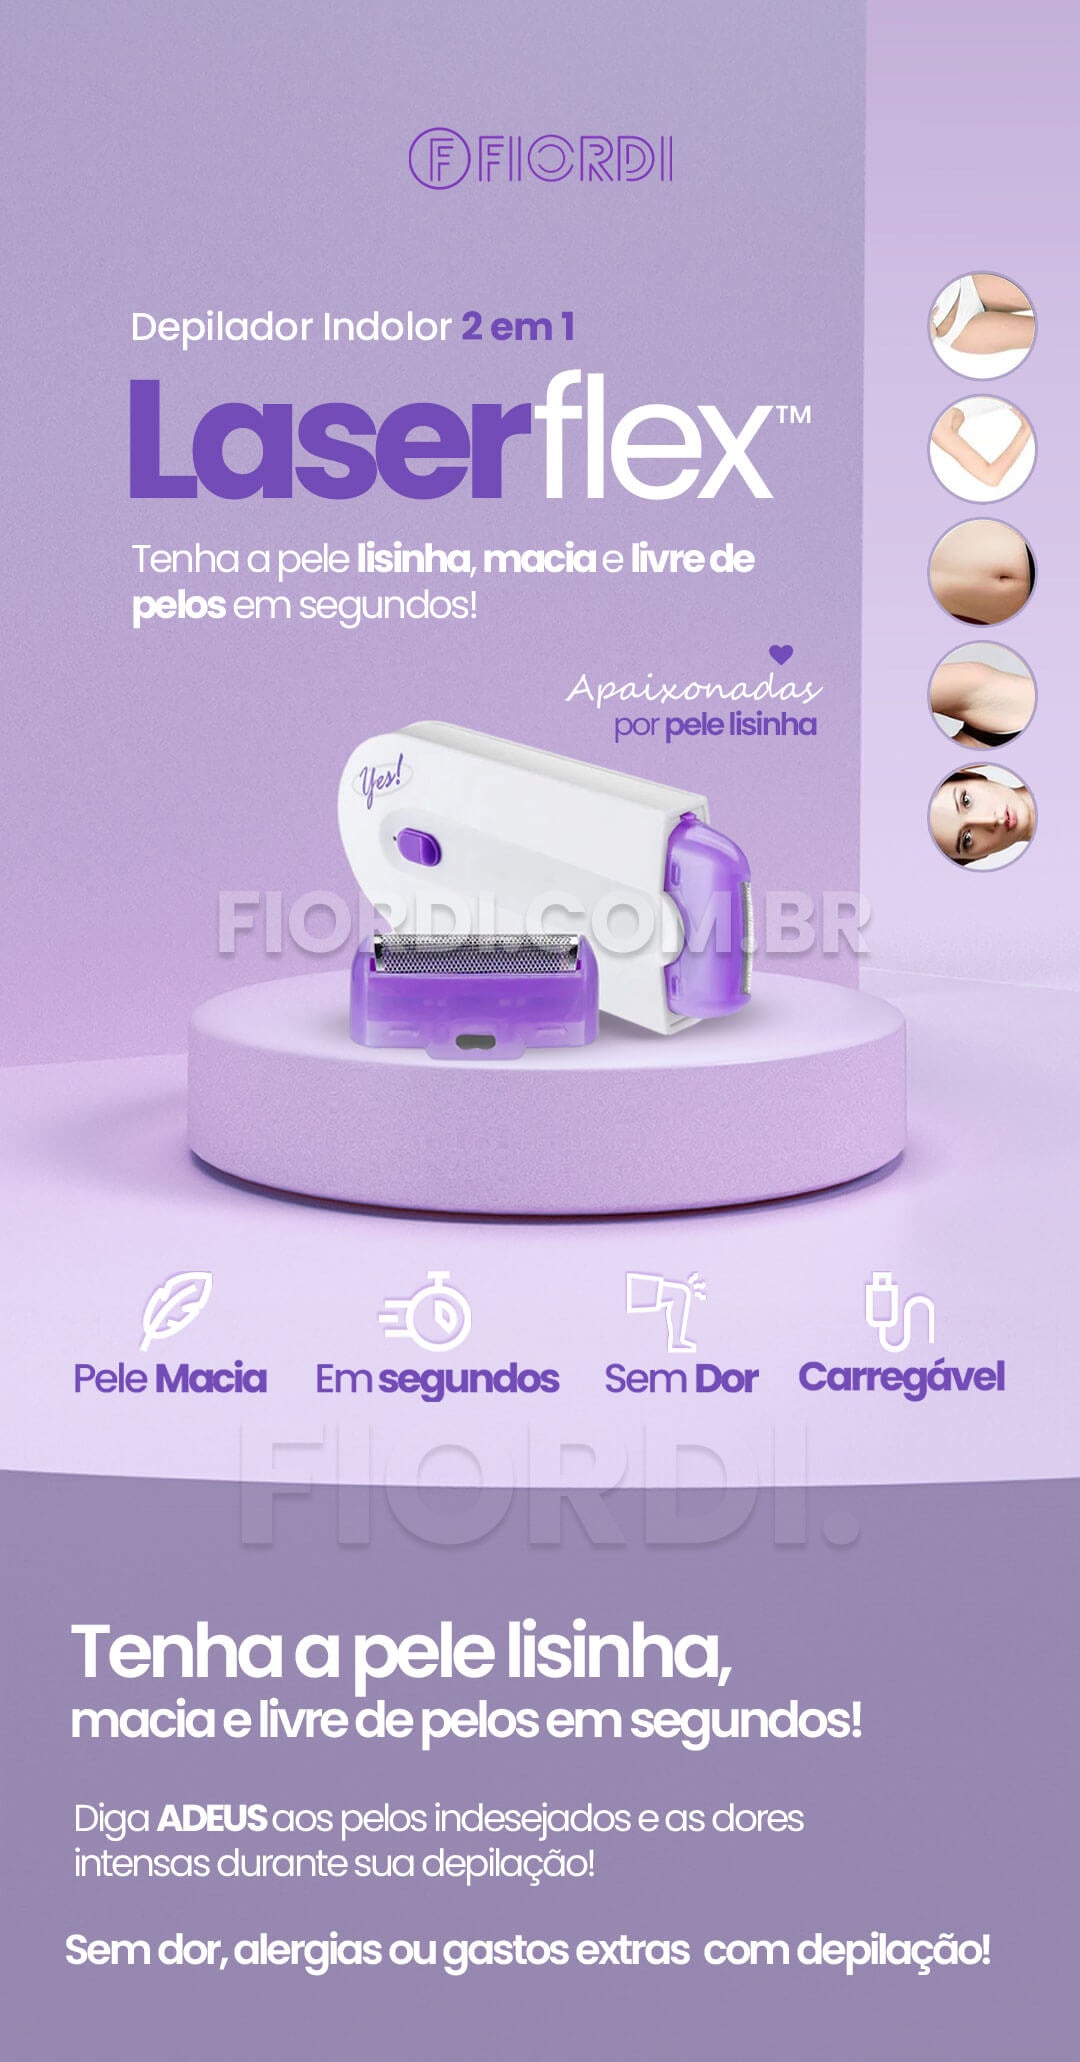 F FIORDI
Depilador Indolor 2 em 1
Laserflex™
Tenha a pele lisinha, macia e livre de
pelos em segundos!
Apaixonadas
por pele lisinha
Yes!
FIORDI.COM.BR
Pele Macia
Em segundos
Sem Dor
Carregável
FIORDI.
Tenha a pele lisinha,
macia e livre de pelos em segundos!
Diga ADEUS aos pelos indesejados e as dores
intensas durante sua depilação!
Sem dor, alergias ou gastos extras com depilação!